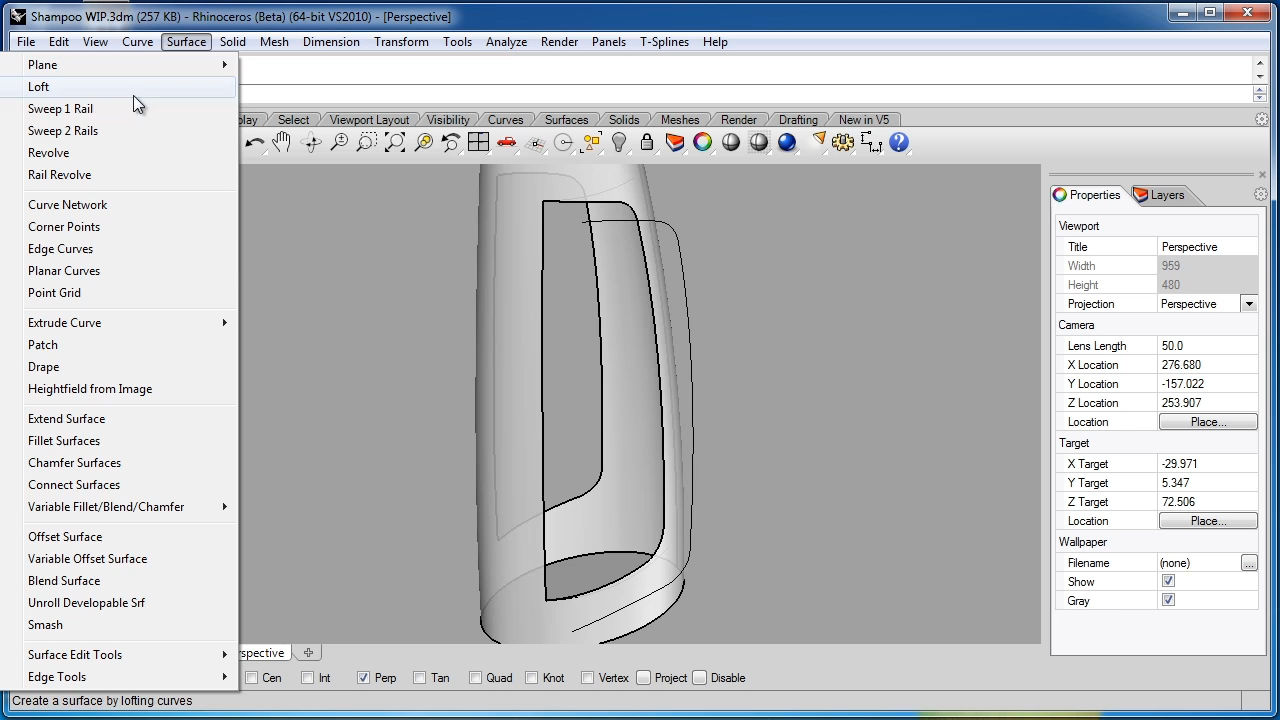 Shampoo WIP.3dm (257 KB) - Rhinoceros (Beta) (64-bit VS2010) - [Perspective]
File Edit View Curve Surface Solid Mesh Dimension Transform Tools Analyze Render Panels T-Splines Help
Plane
Loft
Sweep 1 Rail
Sweep 2 Rails
Revolve
Rail Revolve
Curve Network
Corner Points
Edge Curves
Planar Curves
Point Grid
Extrude Curve
Patch
Drape
Heightfield from Image
Extend Surface
Fillet Surfaces
Chamfer Surfaces
Connect Surfaces
Variable Fillet/Blend/Chamfer
Offset Surface
Variable Offset Surface
Blend Surface
Unroll Developable Srf
Smash
Surface Edit Tools
Edge Tools
play Select Viewport Layout Visibility Curves Surfaces Solids Meshes Render Drafting New in V5
Properties Layers
Viewport
Title Perspective
Width 959
Height 480
Projection Perspective
Camera
Lens Length 50.0
X Location 276.680
Y Location -157.022
Z Location 253.907
Location Place...
Target
X Target -29.971
Y Target 5.347
Z Target 72.506
Location Place...
Wallpaper
Filename (none) ...
Show
Gray
rspective
Cen Int Perp Tan Quad Knot Vertex Project Disable
Create a surface by lofting curves